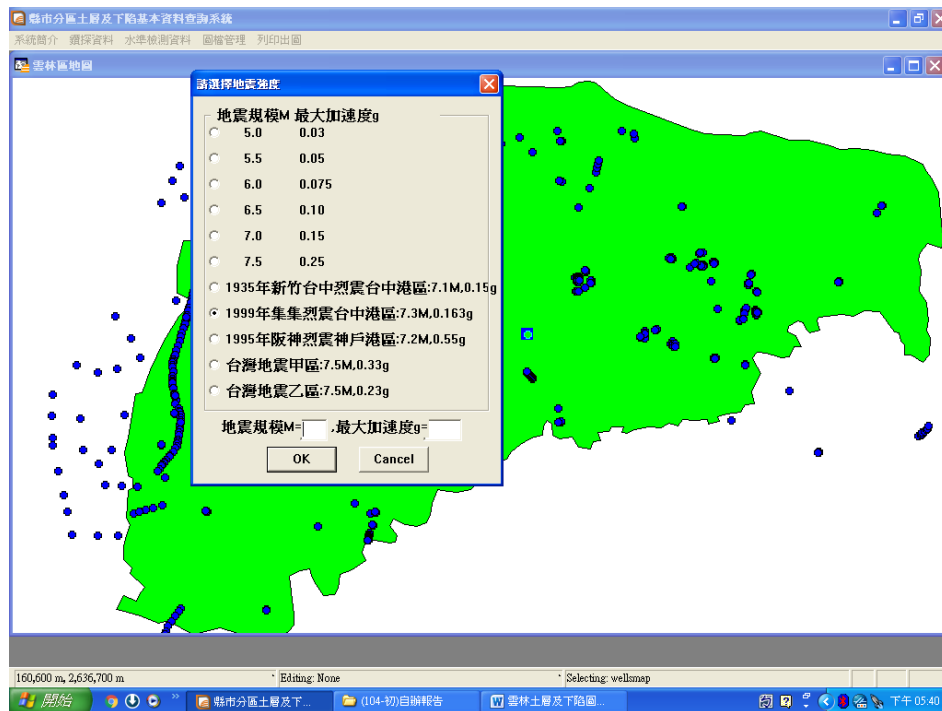 縣市分區土層及下陷基本資料查詢系統
系統簡介 鑽探資料 水準檢測資料 圖檔管理 列印出圖
雲林區地圖
請選擇地震強度
地震規模M 最大加速度g
5.0 0.03
5.5 0.05
6.0 0.075
6.5 0.10
7.0 0.15
7.5 0.25
1935年新竹台中烈震台中港區:7.1M,0.15g
1999年集集烈震台中港區:7.3M,0.163g
1995年阪神烈震神戶港區:7.2M,0.55g
台灣地震甲區:7.5M,0.33g
台灣地震乙區:7.5M,0.23g
地震規模M= ,最大加速度g=
OK Cancel
160,600 m, 2,636,700 m Editing: None Selecting: wellsmap
開始 縣市分區土層及下... (104-初)自辦報告 雲林土層及下陷圖... 下午 05:40